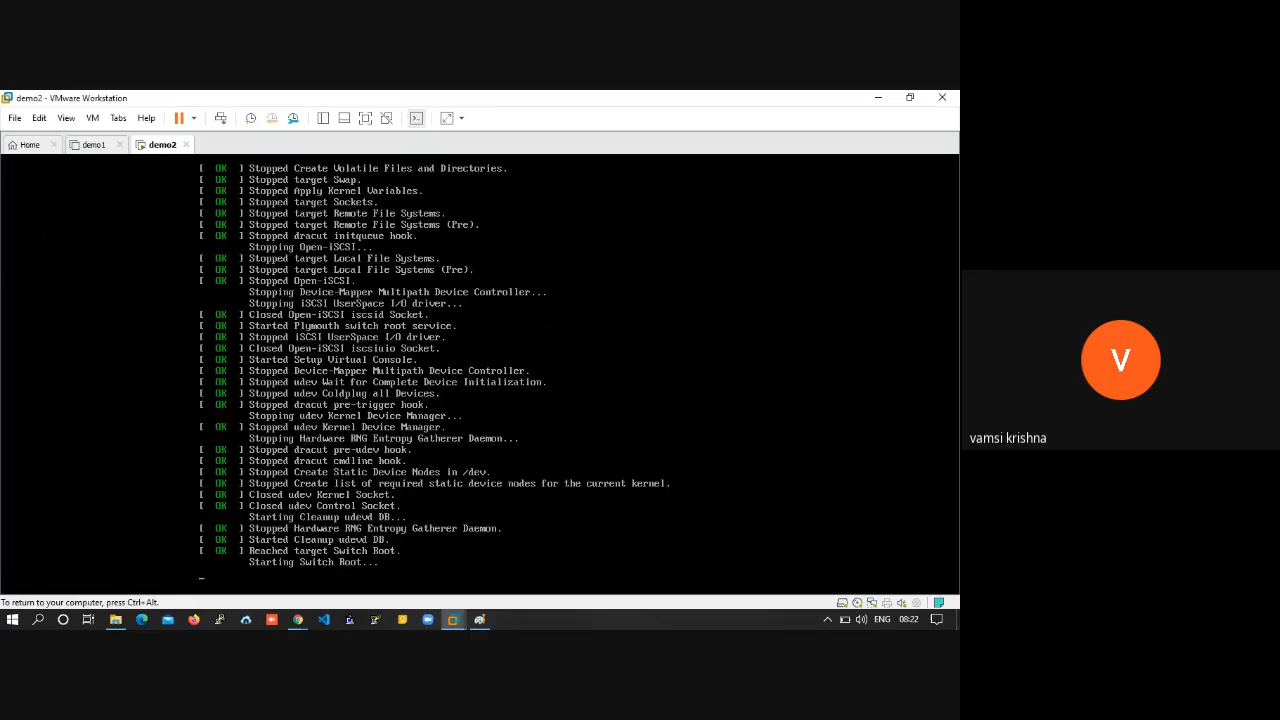 demo2 - VMware Workstation
File Edit View VM Tabs Help
Home demo1 demo2
[ OK ] Stopped Create Volatile Files and Directories.
[ OK ] Stopped target Swap.
[ OK ] Stopped Apply Kernel Variables.
[ OK ] Stopped target Sockets.
[ OK ] Stopped target Remote File Systems.
[ OK ] Stopped target Remote File Systems (Pre).
[ OK ] Stopped dracut initqueue hook.
Stopping Open-iSCSI...
[ OK ] Stopped target Local File Systems.
[ OK ] Stopped target Local File Systems (Pre).
[ OK ] Stopped Open-iSCSI.
Stopping Device-Mapper Multipath Device Controller...
Stopping iSCSI UserSpace I/O driver...
[ OK ] Closed Open-iSCSI iscsid Socket.
[ OK ] Started Plymouth switch root service.
[ OK ] Stopped iSCSI UserSpace I/O driver.
[ OK ] Closed Open-iSCSI iscsiuio Socket.
[ OK ] Started Setup Virtual Console.
[ OK ] Stopped Device-Mapper Multipath Device Controller.
[ OK ] Stopped udev Wait for Complete Device Initialization.
[ OK ] Stopped udev Coldplug all Devices.
[ OK ] Stopped dracut pre-trigger hook.
Stopping udev Kernel Device Manager...
[ OK ] Stopped udev Kernel Device Manager.
Stopping Hardware RNG Entropy Gatherer Daemon...
[ OK ] Stopped dracut pre-udev hook.
[ OK ] Stopped dracut cmdline hook.
[ OK ] Stopped Create Static Device Nodes in /dev.
[ OK ] Stopped Create list of required static device nodes for the current kernel.
[ OK ] Closed udev Kernel Socket.
[ OK ] Closed udev Control Socket.
Starting Cleanup udevd DB...
[ OK ] Stopped Hardware RNG Entropy Gatherer Daemon.
[ OK ] Started Cleanup udevd DB.
[ OK ] Reached target Switch Root.
Starting Switch Root...
To return to your computer, press Ctrl+Alt.
ENG 08:22
V
vamsi krishna